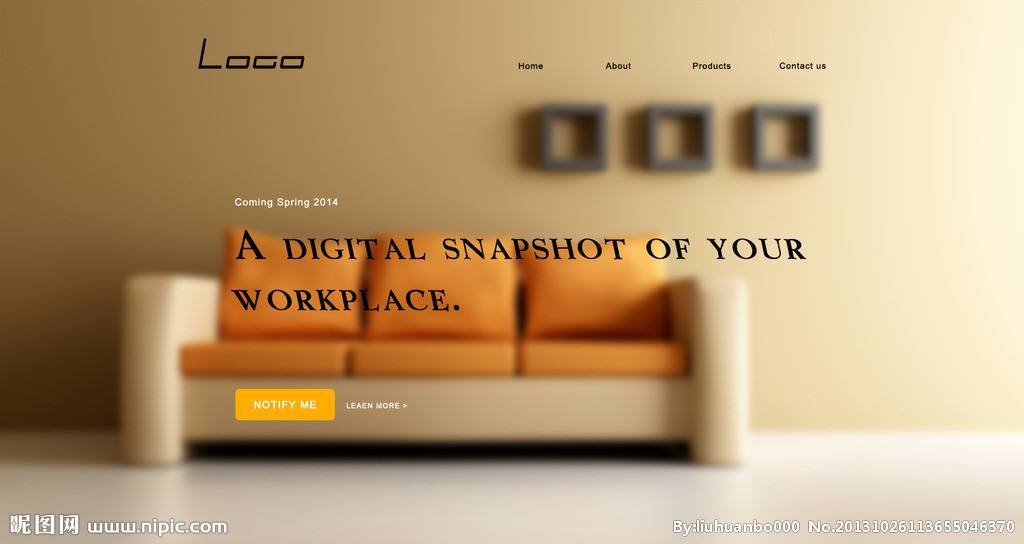 Logo
Home About Products Contact us
Coming Spring 2014
A DIGITAL SNAPSHOT OF YOUR
WORKPLACE.
NOTIFY ME LEAEN MORE >
昵图网 www.nipic.com By:liuhuanbo000 No.20131026113655046370